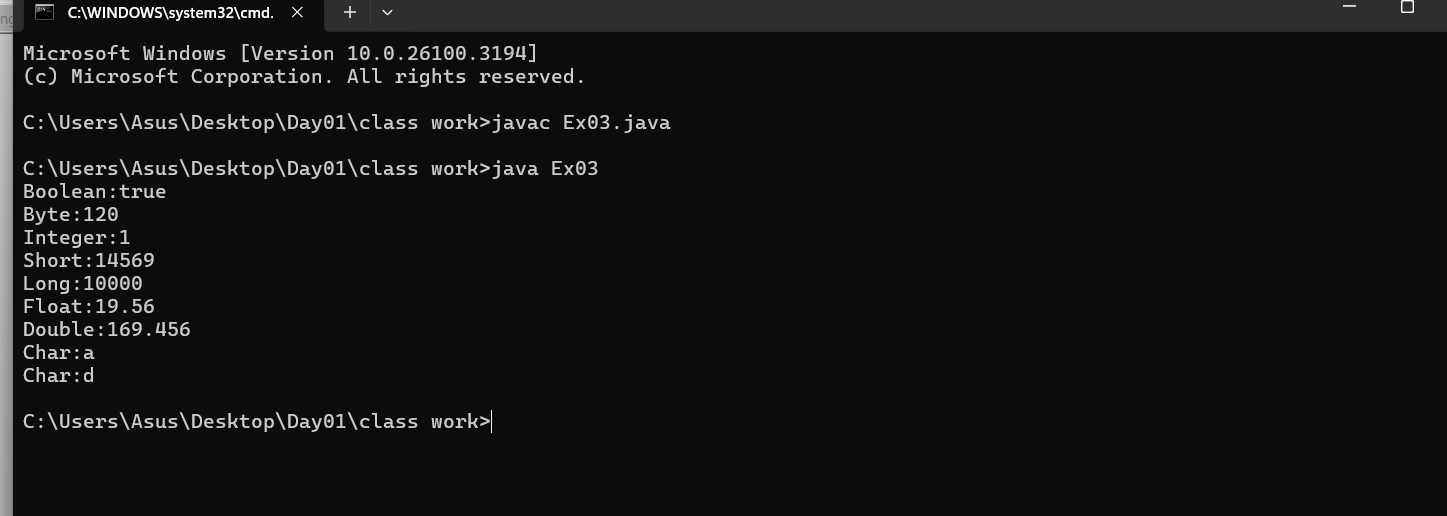 C:\WINDOWS\system32\cmd.
Microsoft Windows [Version 10.0.26100.3194]
(c) Microsoft Corporation. All rights reserved.
C:\Users\Asus\Desktop\Day01\class work>javac Ex03.java
C:\Users\Asus\Desktop\Day01\class work>java Ex03
Boolean:true
Byte:120
Integer:1
Short:14569
Long:10000
Float:19.56
Double:169.456
Char:a
Char:d
C:\Users\Asus\Desktop\Day01\class work>